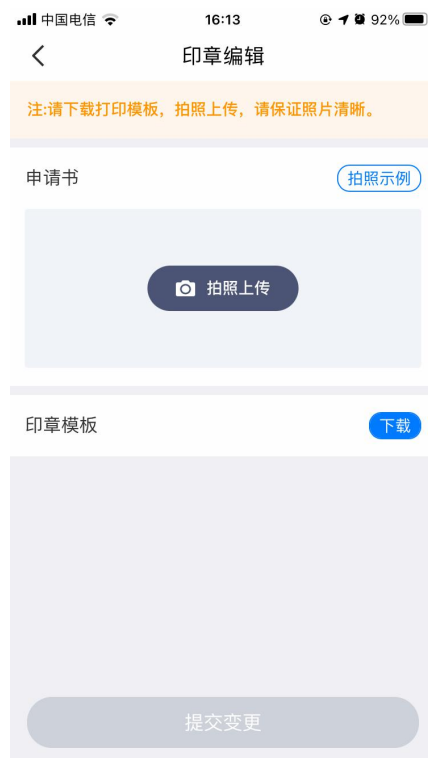 中国电信 16:13 92%
印章编辑
注:请下载打印模板，拍照上传，请保证照片清晰。
申请书 拍照示例
拍照上传
印章模板 下载
提交变更